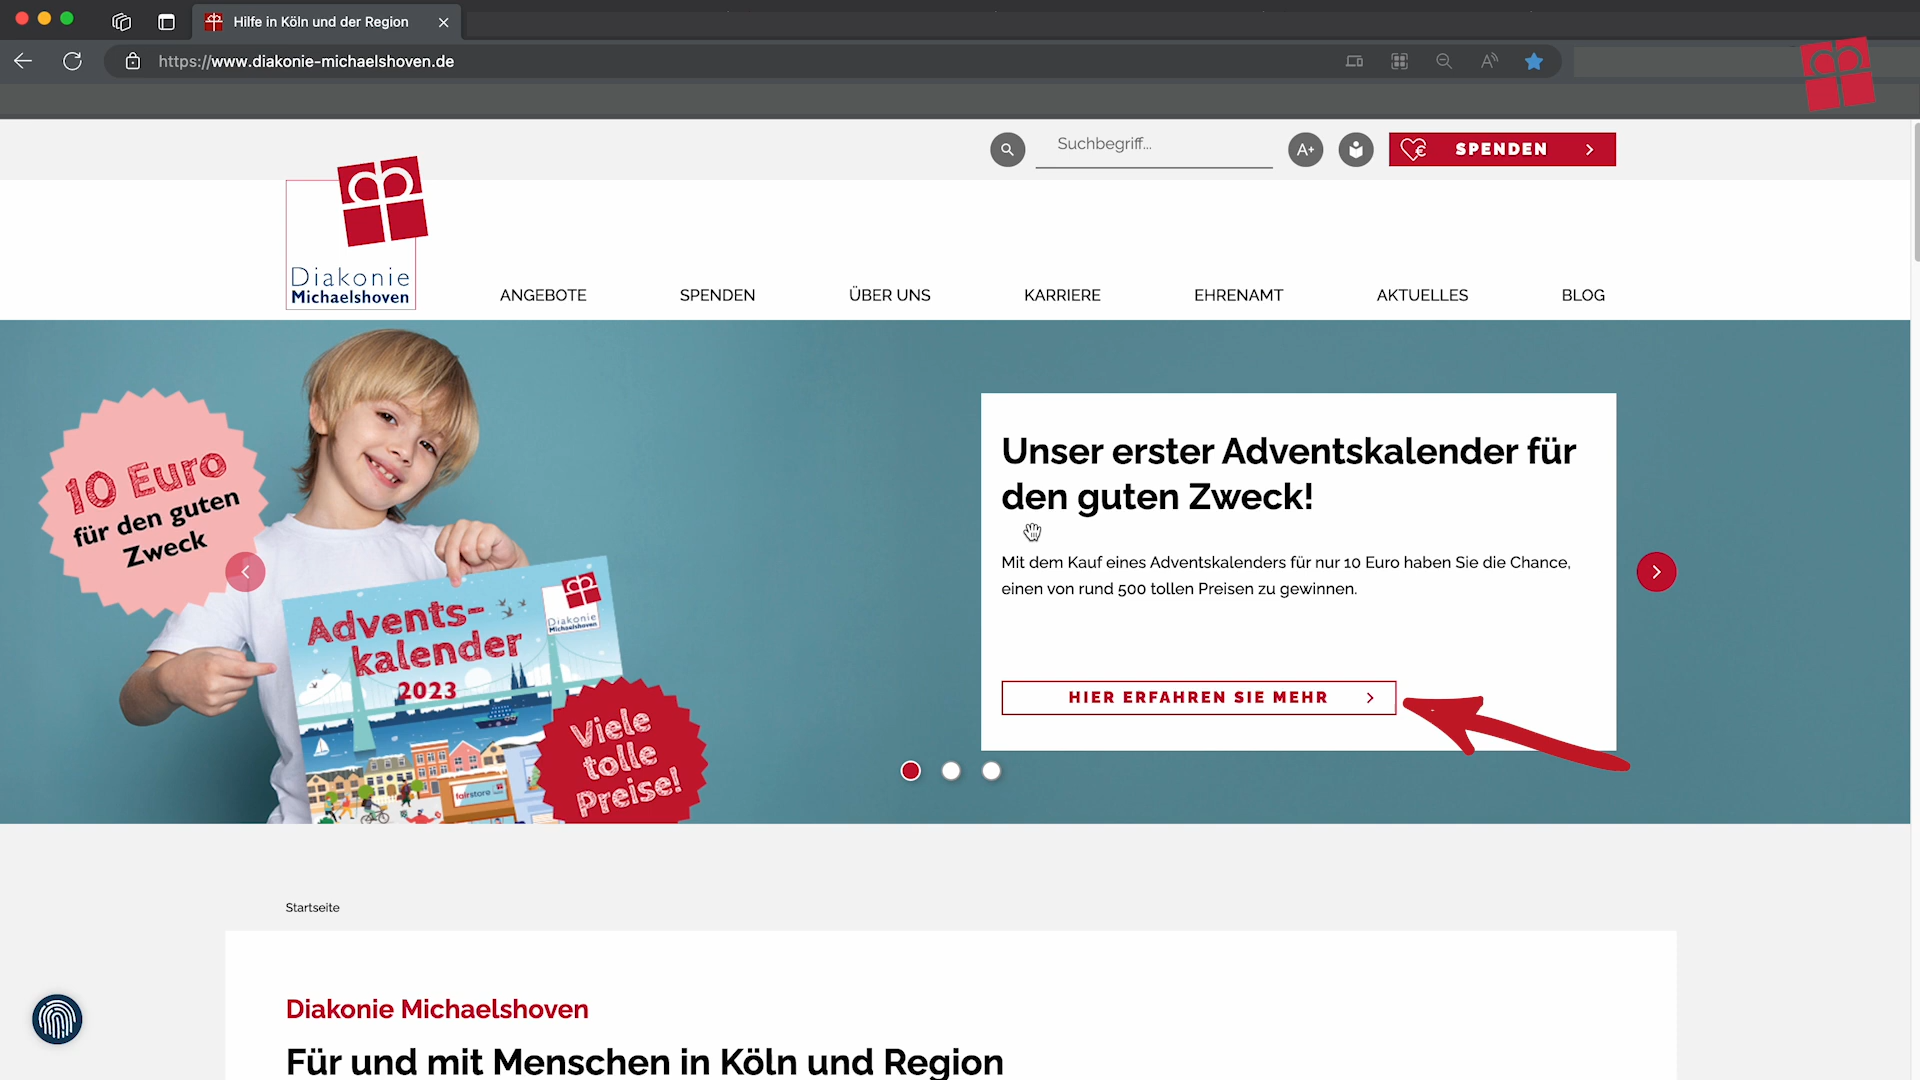 Hilfe in Köln und der Region
https://www.diakonie-michaelshoven.de
Suchbegriff...
A+
SPENDEN
Diakonie
Michaelshoven
ANGEBOTE
SPENDEN
ÜBER UNS
KARRIERE
EHRENAMT
AKTUELLES
BLOG
10 Euro
für den guten
Zweck
Unser erster Adventskalender für
den guten Zweck!
Mit dem Kauf eines Adventskalenders für nur 10 Euro haben Sie die Chance,
einen von rund 500 tollen Preisen zu gewinnen.
HIER ERFAHREN SIE MEHR
Advents-
kalender
2023
Diakonie
Michaelshoven
fairstore
Viele
tolle
Preise!
Startseite
Diakonie Michaelshoven
Für und mit Menschen in Köln und Region